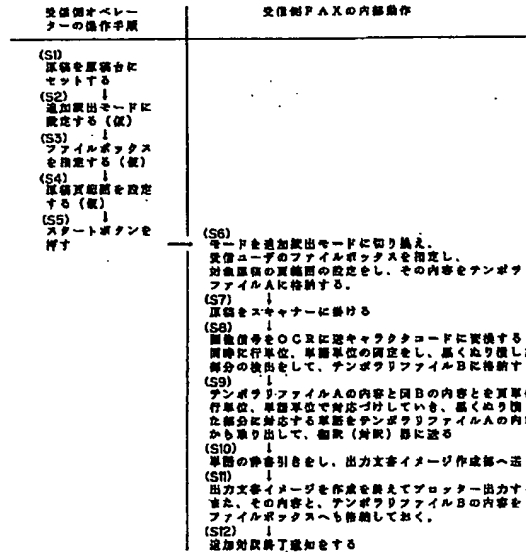 受信側オペレー
ターの操作手順
受信側FAXの内部動作
(S1)
原稿を原稿台に
セットする
(S2) ↓
追加訳出モードに
設定する(仮)
(S3) ↓
ファイルボックス
を指定する(仮)
(S4) ↓
原稿頁範囲を設定
する(仮)
(S5) ↓
スタートボタンを
押す
(S6)
モードを追加訳出モードに切り換え、
受信ユーザのファイルボックスを指定し、
対象原稿の頁範囲の設定をし、その内容をテンポラリ
ファイルAに格納する。
(S7) ↓
原稿をスキャナーに掛ける
(S8) ↓
画像信号をOCRに送キャラクタコードに変換する
同時に行単位、単語単位の固定をし、黒くぬり潰し
部分の検出をして、テンポラリファイルBに格納す
(S9) ↓
テンポラリファイルAの内容と同Bの内容とを頁単
行単位、単語単位で対応づけしていき、黒くぬり潰
た部分に対応する単語をテンポラリファイルAの内
から取り出して、翻訳(対訳)部に送る
(S10) ↓
単語の辞書引きをし、出力文書イメージ作成部へ送
(S11) ↓
出力文書イメージを作成を終えてプロッター出力す
また、その内容と、テンポラリファイルBの内容を
ファイルボックスへも格納しておく。
(S12) ↓
追加対訳終了通知をする